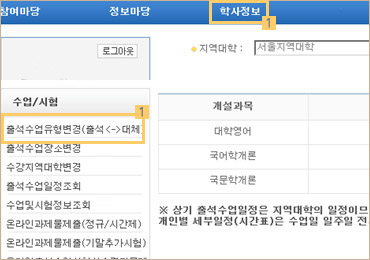 참여마당 정보마당 학사정보
1
로그아웃
지역대학 : 서울지역대학
수업/시험
1
출석수업유형변경(출석<->대체)
출석수업장소변경
수강지역대학변경
출석수업일정조회
수업및시험정보조회
온라인과제물제출(정규/시간제)
온라인과제물제출(기말추가시험)
개설과목
대학영어
국어학개론
국문학개론
※ 상기 출석수업일정은 지역대학의 일정이므
개인별 세부일정(시간표)은 수업일 일주일 전